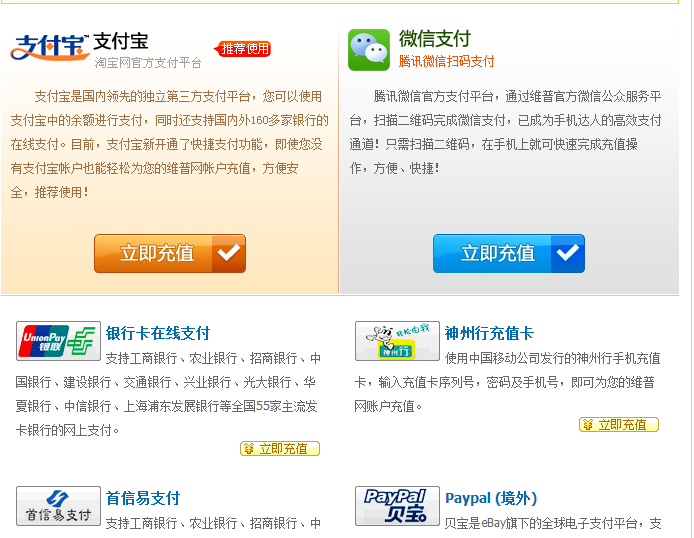 支付宝™ 支付宝
推荐使用
淘宝网官方支付平台
支付宝是国内领先的独立第三方支付平台，您可以使用
支付宝中的余额进行支付，同时还支持国内外160多家银行的
在线支付。目前，支付宝新开通了快捷支付功能，即使您没
有支付宝帐户也能轻松为您的维普网帐户充值，方便安
全，推荐使用！
立即充值
微信支付
腾讯微信扫码支付
腾讯微信官方支付平台，通过维普官方微信公众服务平
台，扫描二维码完成微信支付，已成为手机达人的高效支付
通道！只需扫描二维码，在手机上就可快速完成充值操
作，方便、快捷！
立即充值
UnionPay
银联
银行卡在线支付
支持工商银行、农业银行、招商银行、中
国银行、建设银行、交通银行、兴业银行、光大银行、华
夏银行、中信银行、上海浦东发展银行等全国55家主流发
卡银行的网上支付。
立即充值
轻松由我
神州行
神州行充值卡
使用中国移动公司发行的神州行手机充值
卡，输入充值卡序列号，密码及手机号，即可为您的维普
网账户充值。
立即充值
首信易支付
首信易支付
支持工商银行、农业银行、招商银行、中
PayPal
贝宝
Paypal (境外)
贝宝是eBay旗下的全球电子支付平台，支